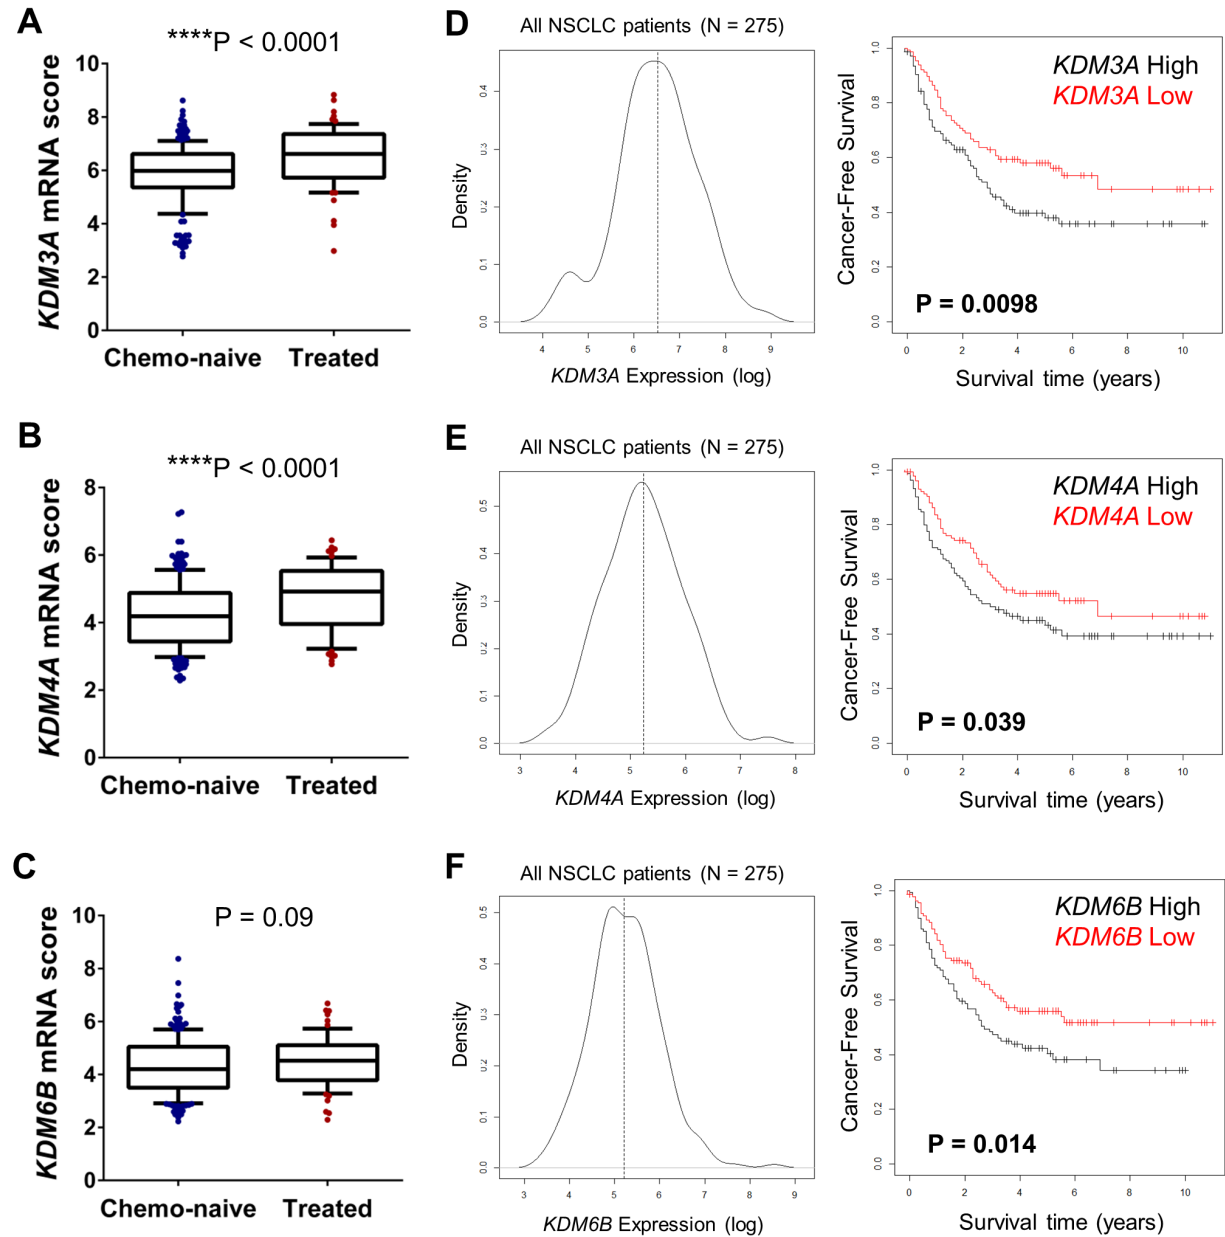 A
****P < 0.0001
KDM3A mRNA score
10
8
6
4
2
0
Chemo-naive Treated
D
All NSCLC patients (N = 275)
Density
0.4
0.3
0.2
0.1
0.0
4 5 6 7 8 9
KDM3A Expression (log)
Cancer-Free Survival
1.0
0.8
0.6
0.4
0.2
0.0
KDM3A High
KDM3A Low
P = 0.0098
0 2 4 6 8 10
Survival time (years)
B
****P < 0.0001
KDM4A mRNA score
8
6
4
2
0
Chemo-naive Treated
E
All NSCLC patients (N = 275)
Density
0.5
0.4
0.3
0.2
0.1
0.0
3 4 5 6 7 8
KDM4A Expression (log)
Cancer-Free Survival
1.0
0.8
0.6
0.4
0.2
0.0
KDM4A High
KDM4A Low
P = 0.039
0 2 4 6 8 10
Survival time (years)
C
P = 0.09
KDM6B mRNA score
10
8
6
4
2
0
Chemo-naive Treated
F
All NSCLC patients (N = 275)
Density
0.5
0.4
0.3
0.2
0.1
0.0
3 4 5 6 7 8 9
KDM6B Expression (log)
Cancer-Free Survival
1.0
0.8
0.6
0.4
0.2
0.0
KDM6B High
KDM6B Low
P = 0.014
0 2 4 6 8 10
Survival time (years)